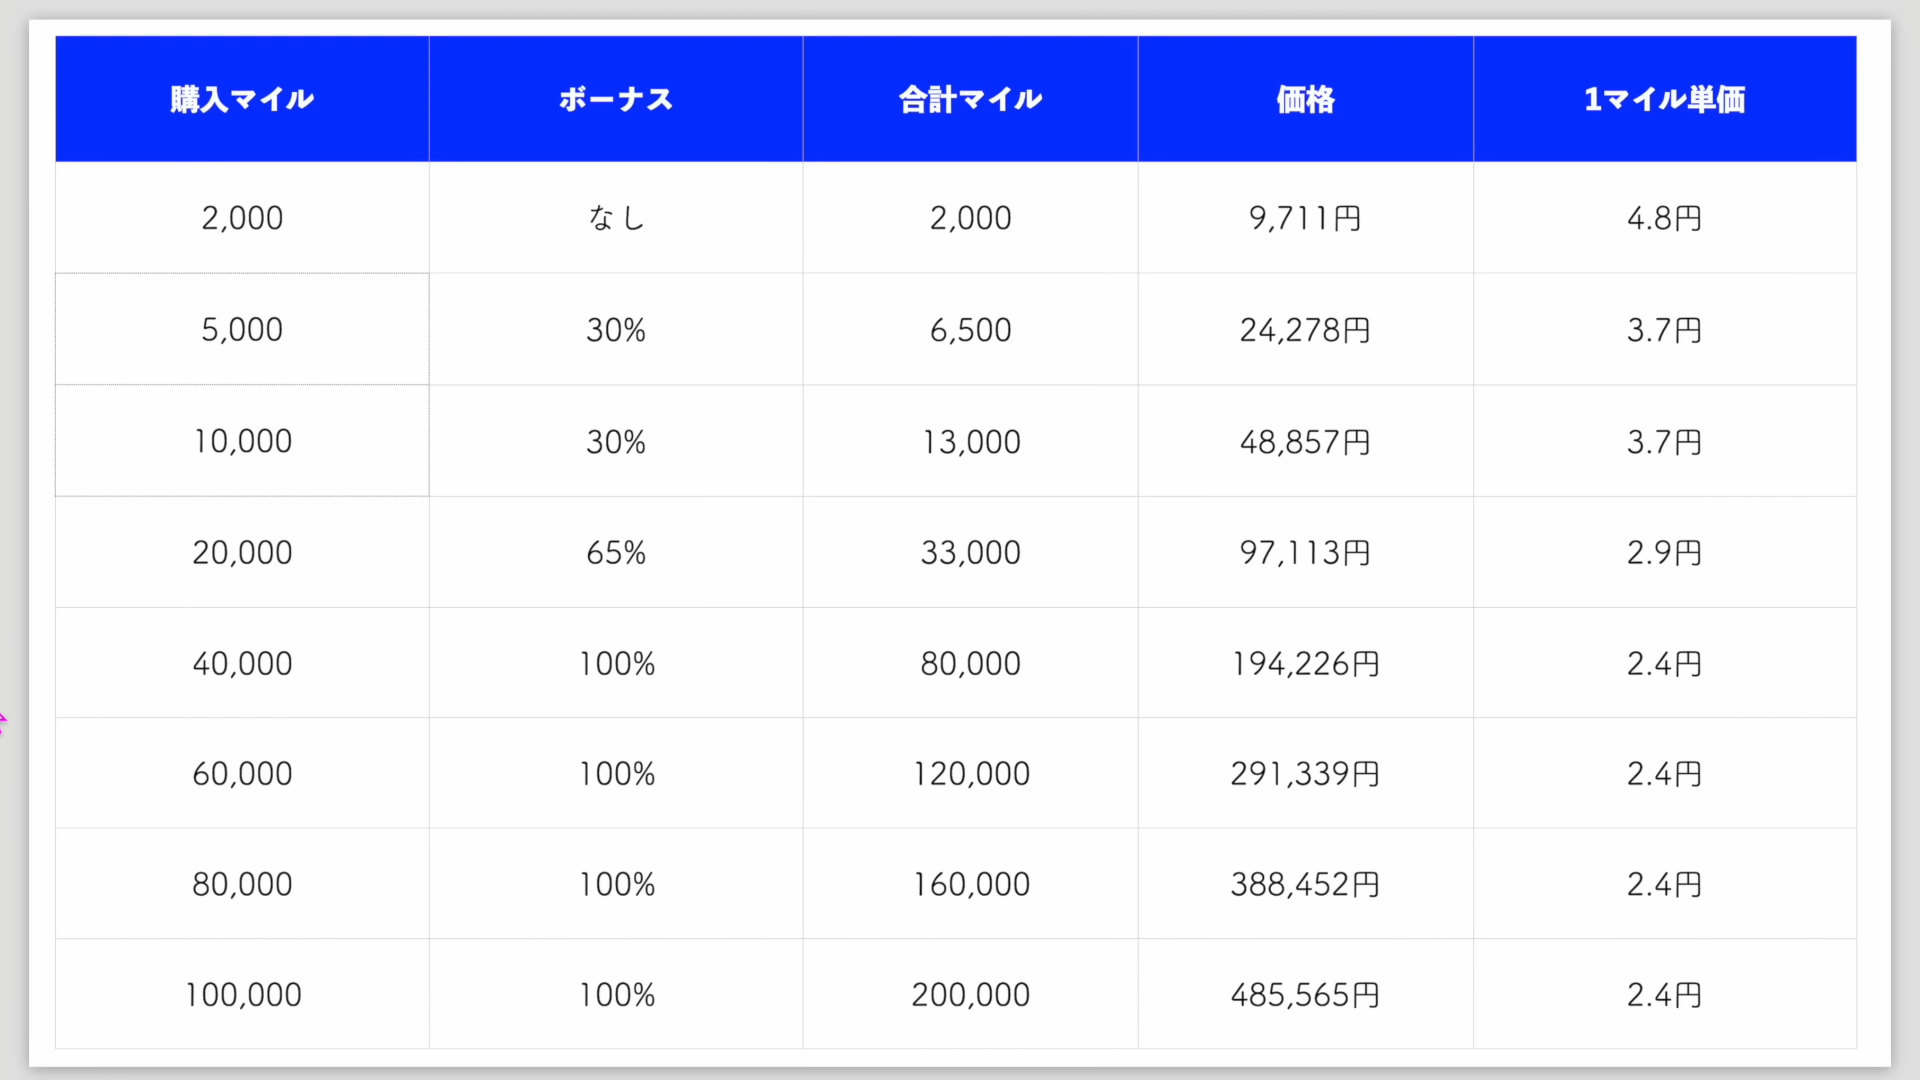 購入マイル ボーナス 合計マイル 価格 1マイル単価
2,000 なし 2,000 9,711円 4.8円
5,000 30% 6,500 24,278円 3.7円
10,000 30% 13,000 48,857円 3.7円
20,000 65% 33,000 97,113円 2.9円
40,000 100% 80,000 194,226円 2.4円
60,000 100% 120,000 291,339円 2.4円
80,000 100% 160,000 388,452円 2.4円
100,000 100% 200,000 485,565円 2.4円